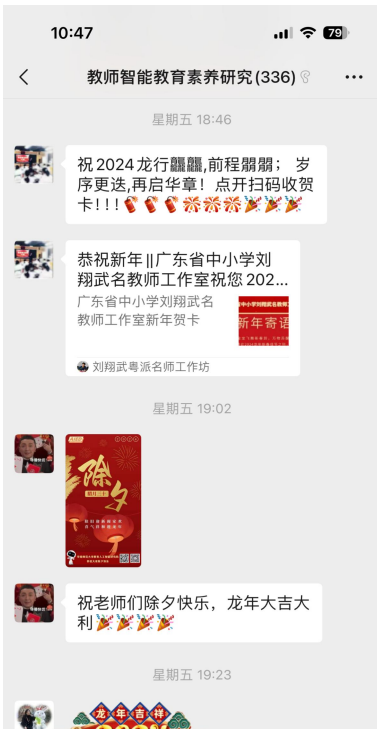 10:47
79
教师智能教育素养研究(336)
星期五 18:46
祝2024龙行龘龘,前程朤朤； 岁
序更迭,再启华章！点开扫码收贺
卡!!!
恭祝新年||广东省中小学刘
翔武名教师工作室祝您 202...
广东省中小学刘翔武名
教师工作室新年贺卡
新年寄语
刘翔武粤派名师工作坊
星期五 19:02
除夕
祝老师们除夕快乐，龙年大吉大
利
星期五 19:23
龙年吉祥